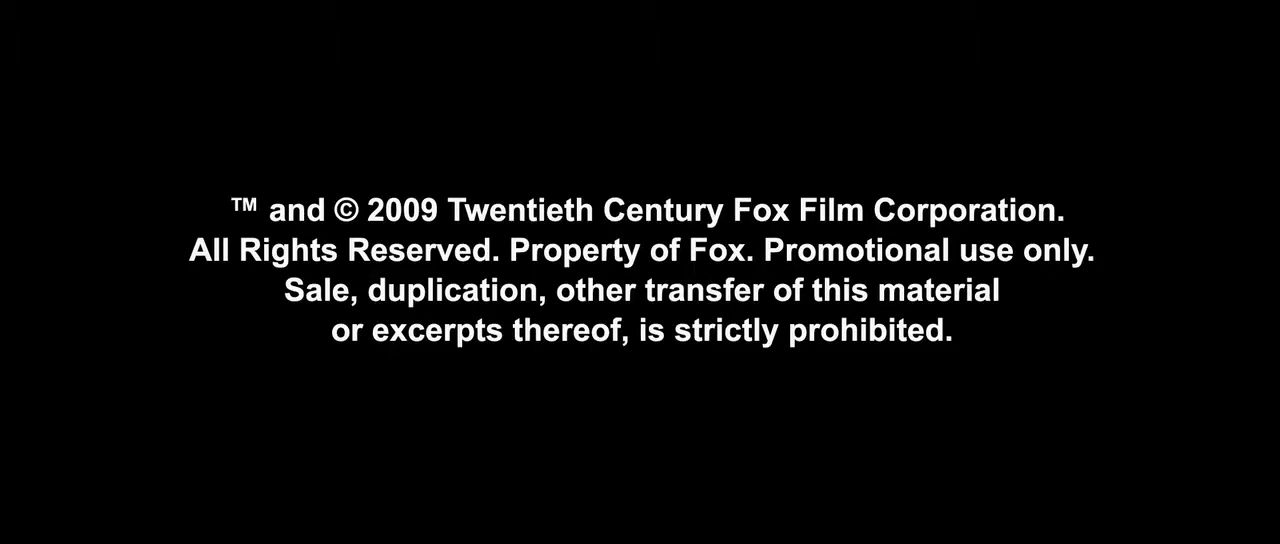 ™ and © 2009 Twentieth Century Fox Film Corporation.
All Rights Reserved. Property of Fox. Promotional use only.
Sale, duplication, other transfer of this material
or excerpts thereof, is strictly prohibited.